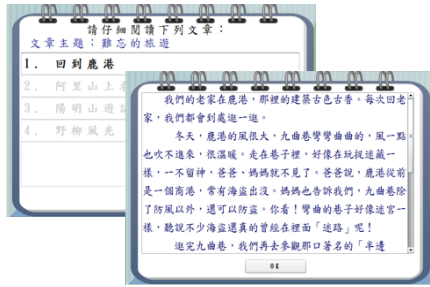 請仔細閱讀下列文章：
文章主題：難忘的旅遊
1. 回到鹿港
2. 阿里山上看
3. 陽明山遊記
4. 野柳風光
我們的老家在鹿港，那裡的建築古色古香。每次回老
家，我們都會到處逛一逛。
冬天，鹿港的風很大，九曲巷彎彎曲曲的，風一點
也吹不進來，很溫暖。走在巷子裡，好像在玩捉迷藏一
樣，一不留神，爸爸、媽媽就不見了。爸爸說，鹿港從前
是一個商港，常有海盜出沒。媽媽也告訴我們，九曲巷除
了防風以外，還可以防盜。你看！彎曲的巷子好像迷宮一
樣，聽說不少海盜還真的曾經在裡面「迷路」呢！
逛完九曲巷，我們再去參觀那口著名的「半邊
OK